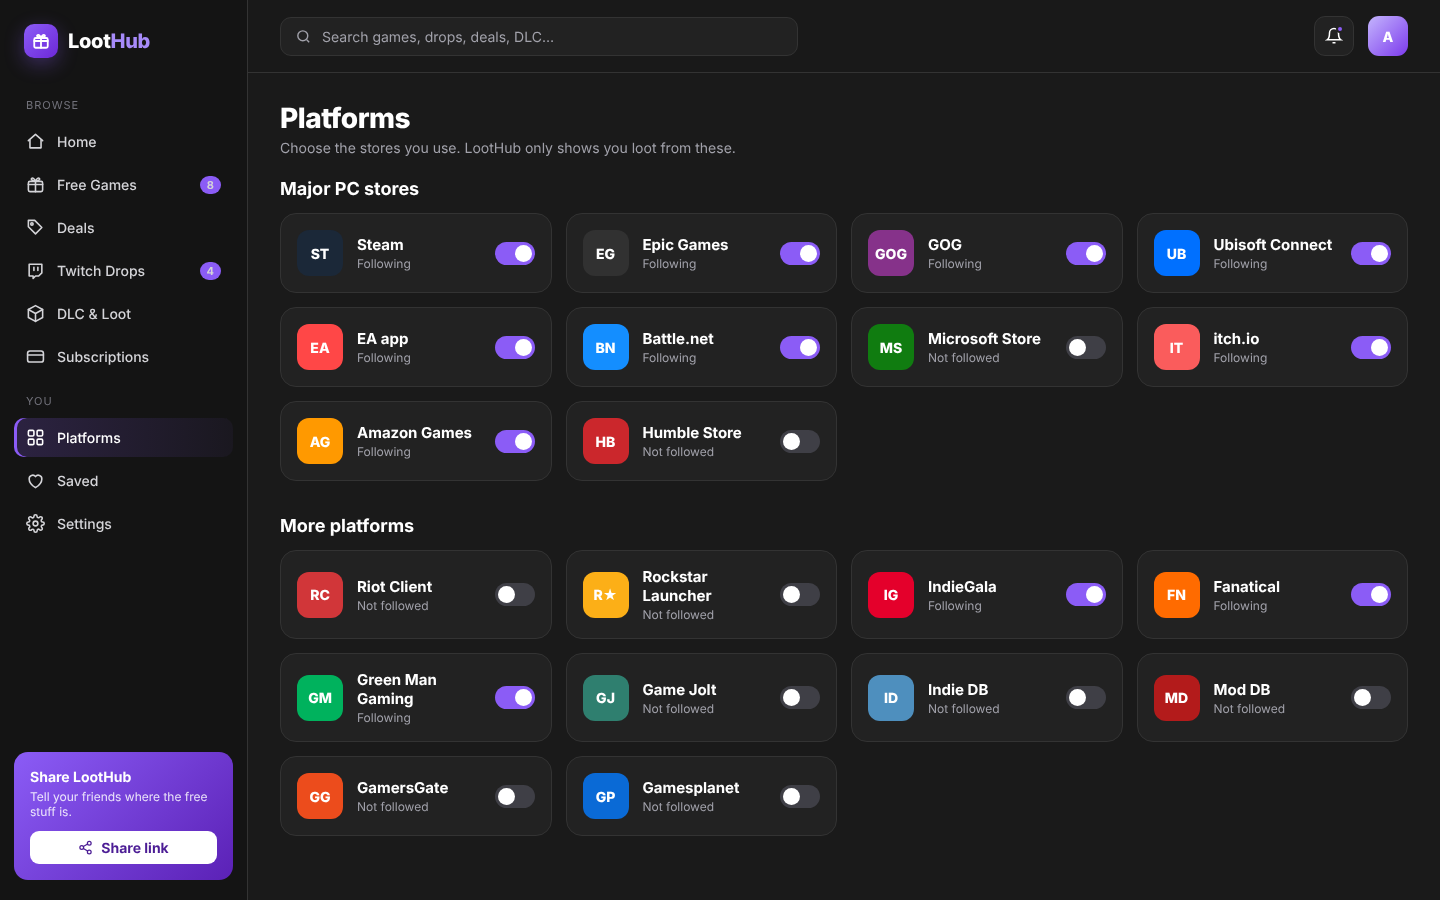 LootHub
BROWSE
Home
Free Games 8
Deals
Twitch Drops 4
DLC & Loot
Subscriptions
YOU
Platforms
Saved
Settings
Share LootHub
Tell your friends where the free
stuff is.
Share link
Search games, drops, deals, DLC...
A
Platforms
Choose the stores you use. LootHub only shows you loot from these.
Major PC stores
ST
Steam
Following
EG
Epic Games
Following
GOG
GOG
Following
UB
Ubisoft Connect
Following
EA
EA app
Following
BN
Battle.net
Following
MS
Microsoft Store
Not followed
IT
itch.io
Following
AG
Amazon Games
Following
HB
Humble Store
Not followed
More platforms
RC
Riot Client
Not followed
R★
Rockstar
Launcher
Not followed
IG
IndieGala
Following
FN
Fanatical
Following
GM
Green Man
Gaming
Following
GJ
Game Jolt
Not followed
ID
Indie DB
Not followed
MD
Mod DB
Not followed
GG
GamersGate
Not followed
GP
Gamesplanet
Not followed